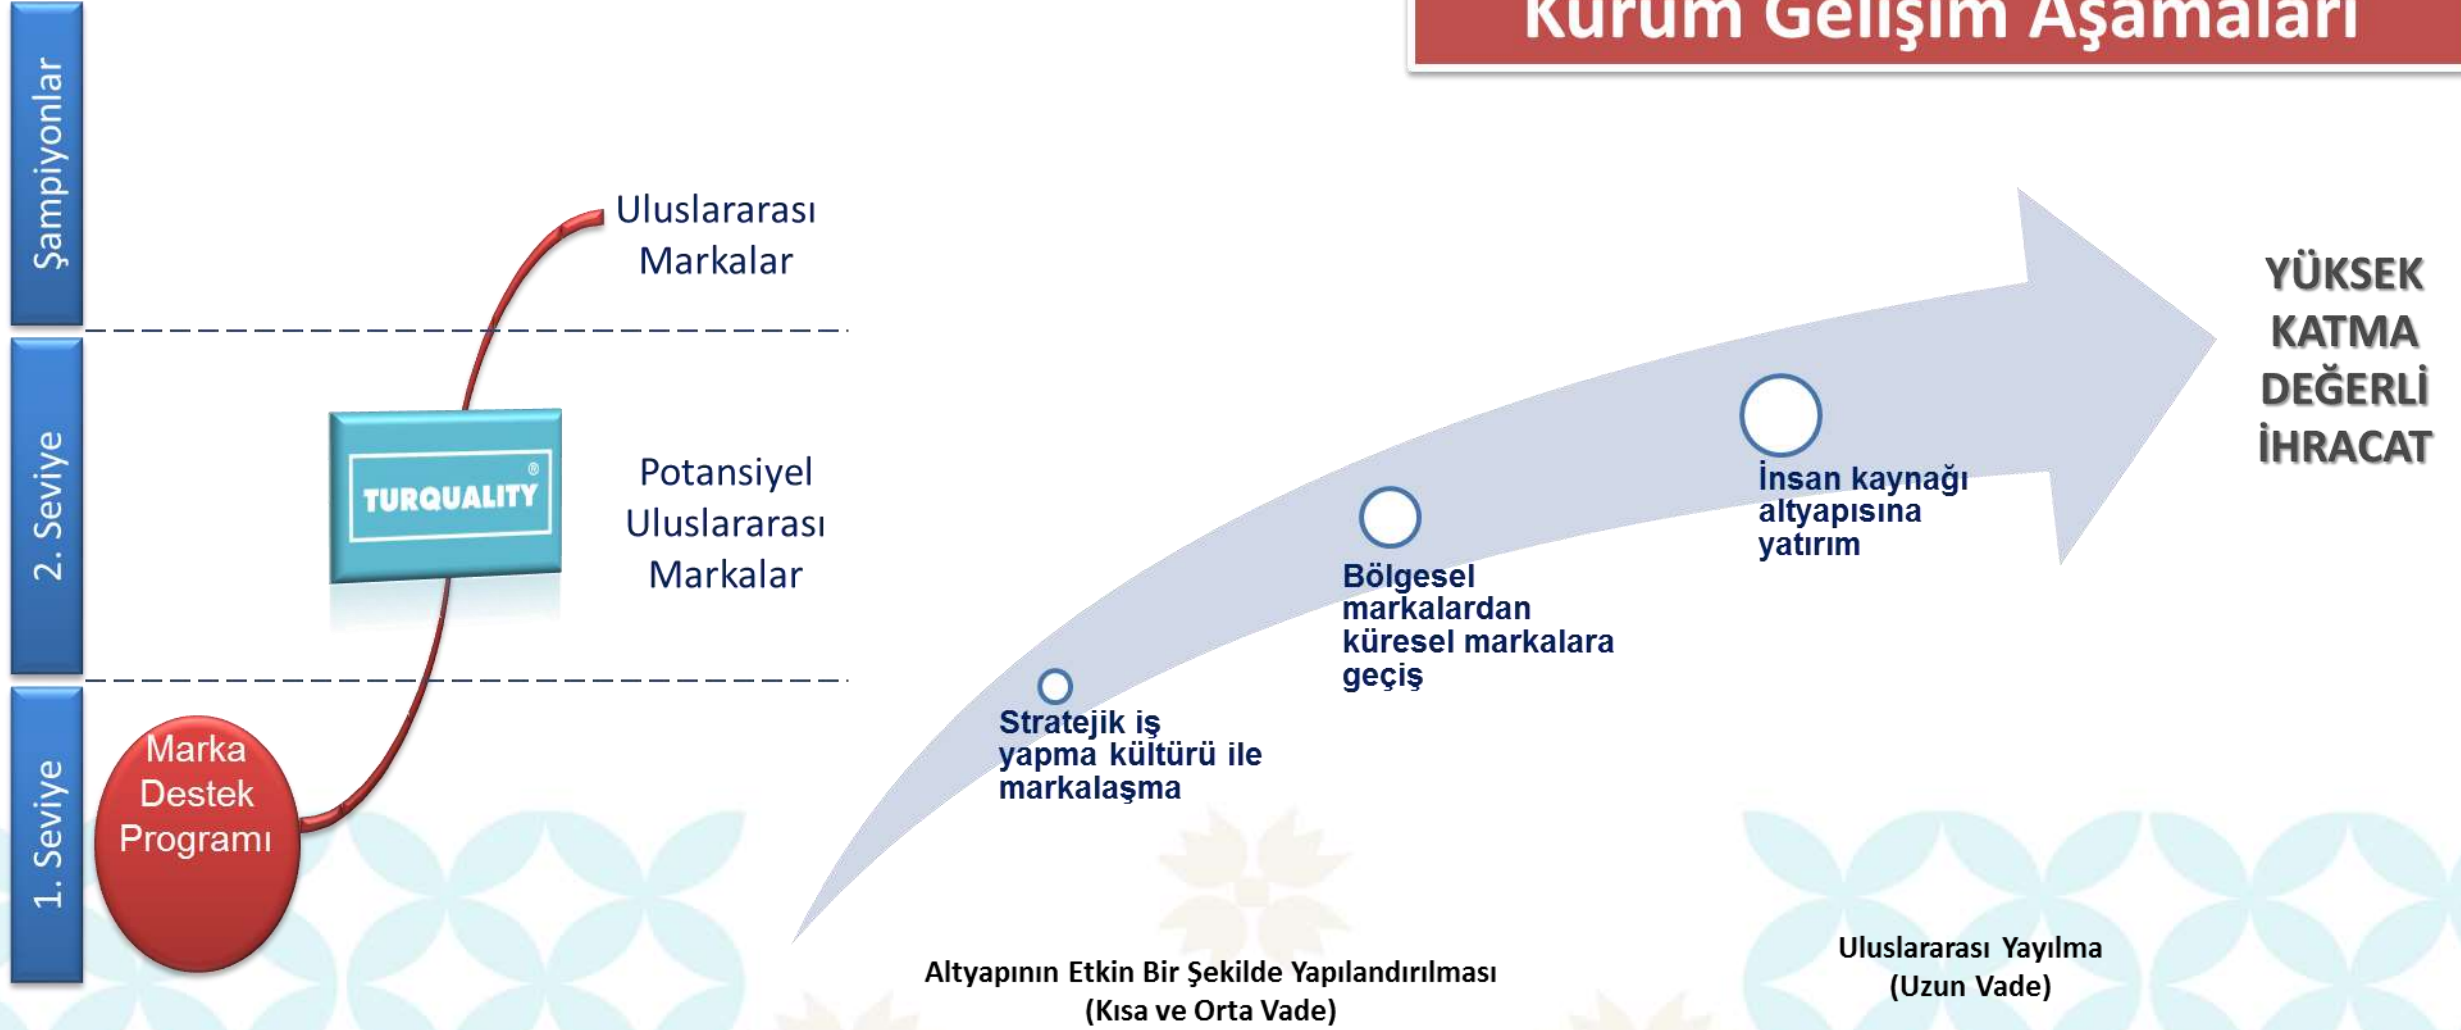 Kurum Gelişim Aşamaları
Şampiyonlar
Uluslararası
Markalar
2. Seviye
TURQUALITY®
Potansiyel
Uluslararası
Markalar
1. Seviye
Marka
Destek
Programı
Stratejik iş
yapma kültürü ile
markalaşma
Bölgesel
markalardan
küresel markalara
geçiş
İnsan kaynağı
altyapısına
yatırım
YÜKSEK
KATMA
DEĞERLİ
İHRACAT
Altyapının Etkin Bir Şekilde Yapılandırılması
(Kısa ve Orta Vade)
Uluslararası Yayılma
(Uzun Vade)